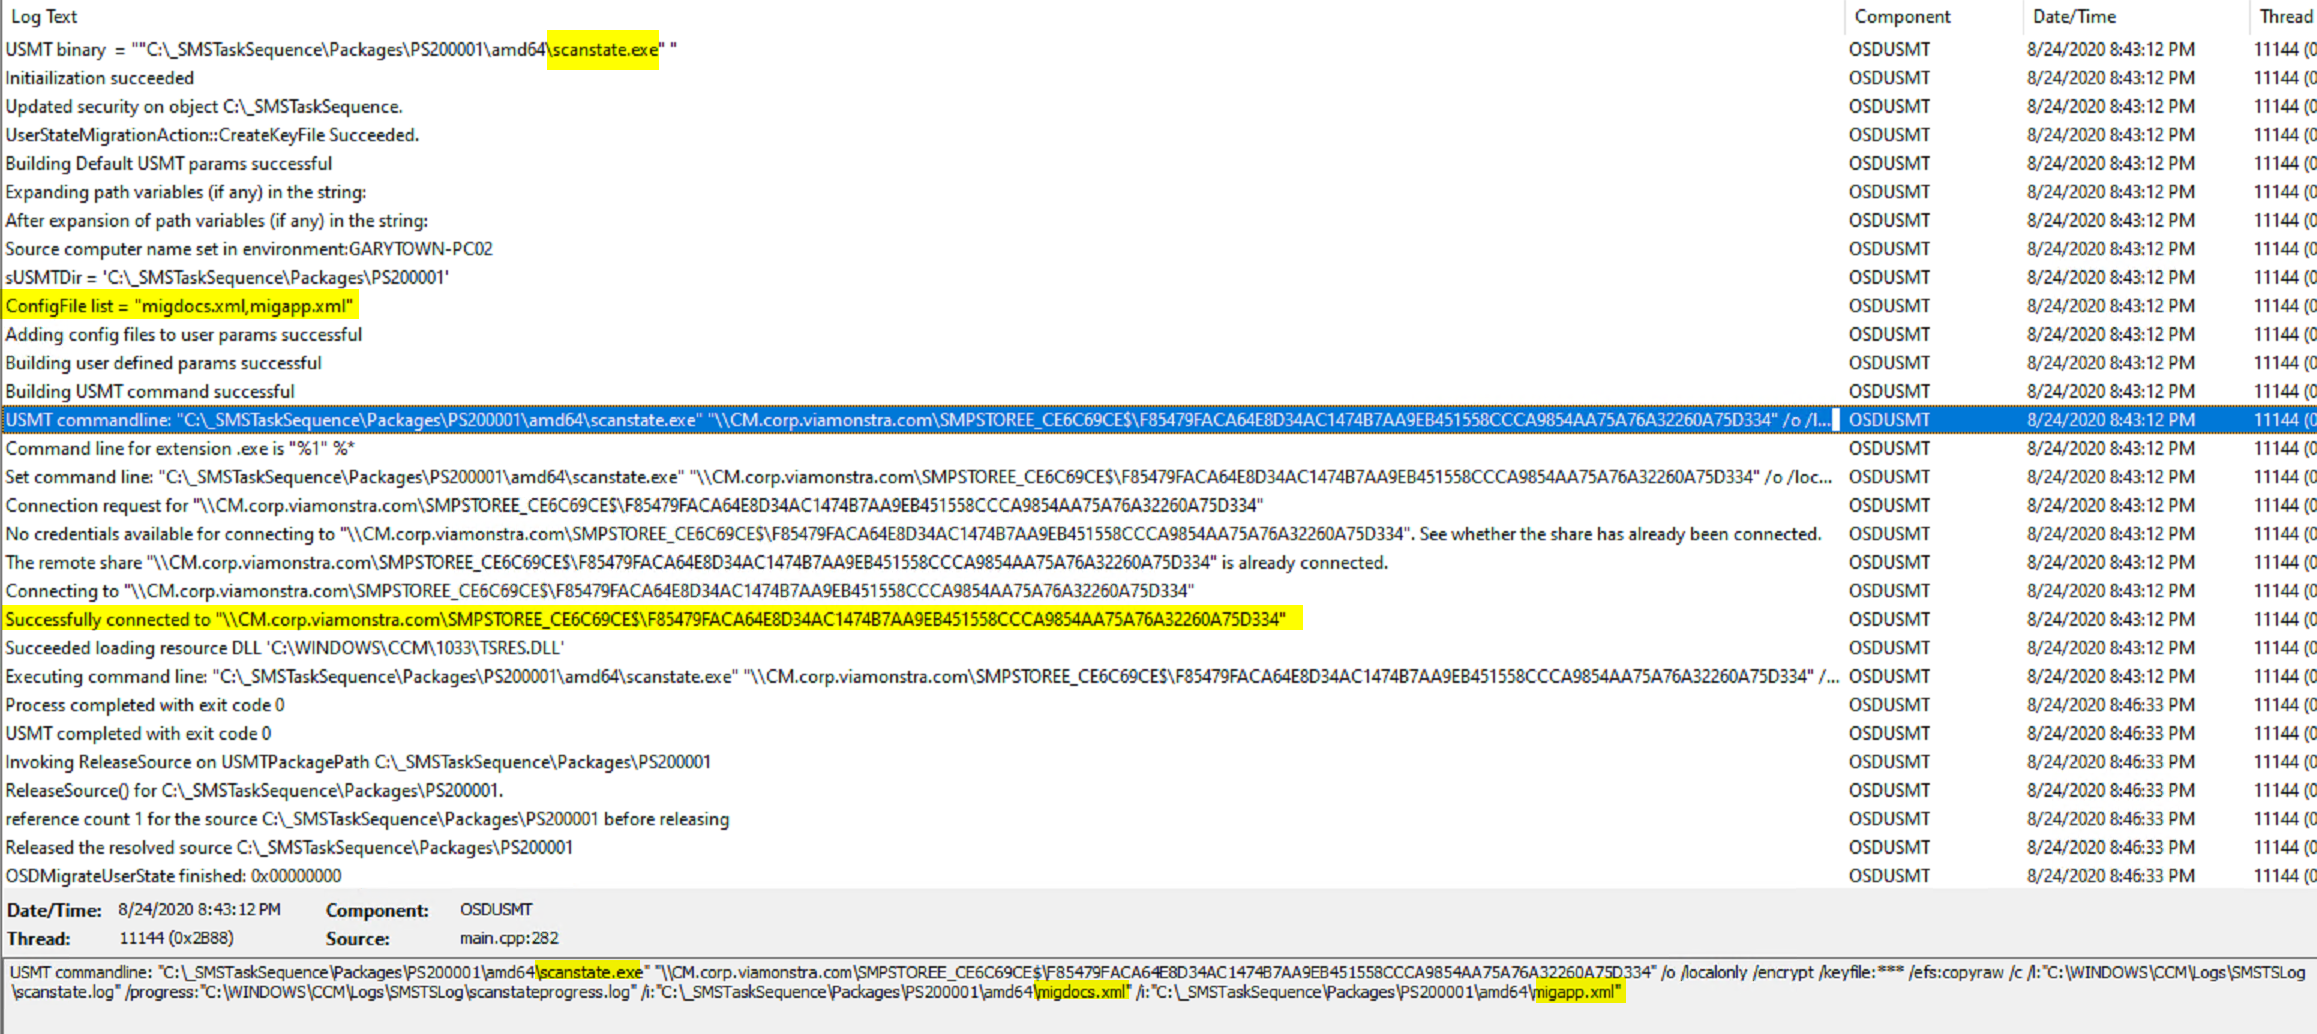 Log Text Component Date/Time Thread
USMT binary = ""C:\_SMSTaskSequence\Packages\PS200001\amd64\scanstate.exe" " OSDUSMT 8/24/2020 8:43:12 PM 11144 (0
Initiailization succeeded OSDUSMT 8/24/2020 8:43:12 PM 11144 (0
Updated security on object C:\_SMSTaskSequence. OSDUSMT 8/24/2020 8:43:12 PM 11144 (0
UserStateMigrationAction::CreateKeyFile Succeeded. OSDUSMT 8/24/2020 8:43:12 PM 11144 (0
Building Default USMT params successful OSDUSMT 8/24/2020 8:43:12 PM 11144 (0
Expanding path variables (if any) in the string: OSDUSMT 8/24/2020 8:43:12 PM 11144 (0
After expansion of path variables (if any) in the string: OSDUSMT 8/24/2020 8:43:12 PM 11144 (0
Source computer name set in environment:GARYTOWN-PC02 OSDUSMT 8/24/2020 8:43:12 PM 11144 (0
sUSMTDir = 'C:\_SMSTaskSequence\Packages\PS200001' OSDUSMT 8/24/2020 8:43:12 PM 11144 (0
ConfigFile list = "migdocs.xml,migapp.xml" OSDUSMT 8/24/2020 8:43:12 PM 11144 (0
Adding config files to user params successful OSDUSMT 8/24/2020 8:43:12 PM 11144 (0
Building user defined params successful OSDUSMT 8/24/2020 8:43:12 PM 11144 (0
Building USMT command successful OSDUSMT 8/24/2020 8:43:12 PM 11144 (0
USMT commandline: "C:\_SMSTaskSequence\Packages\PS200001\amd64\scanstate.exe" "\\CM.corp.viamonstra.com\SMPSTOREE_CE6C69CE$\F85479FACA64E8D34AC1474B7AA9EB451558CCCA9854AA75A76A32260A75D334" /o /l... OSDUSMT 8/24/2020 8:43:12 PM 11144 (0
Command line for extension .exe is "%1" %* OSDUSMT 8/24/2020 8:43:12 PM 11144 (0
Set command line: "C:\_SMSTaskSequence\Packages\PS200001\amd64\scanstate.exe" "\\CM.corp.viamonstra.com\SMPSTOREE_CE6C69CE$\F85479FACA64E8D34AC1474B7AA9EB451558CCCA9854AA75A76A32260A75D334" /o /loc... OSDUSMT 8/24/2020 8:43:12 PM 11144 (0
Connection request for "\\CM.corp.viamonstra.com\SMPSTOREE_CE6C69CE$\F85479FACA64E8D34AC1474B7AA9EB451558CCCA9854AA75A76A32260A75D334" OSDUSMT 8/24/2020 8:43:12 PM 11144 (0
No credentials available for connecting to "\\CM.corp.viamonstra.com\SMPSTOREE_CE6C69CE$\F85479FACA64E8D34AC1474B7AA9EB451558CCCA9854AA75A76A32260A75D334". See whether the share has already been connected. OSDUSMT 8/24/2020 8:43:12 PM 11144 (0
The remote share "\\CM.corp.viamonstra.com\SMPSTOREE_CE6C69CE$\F85479FACA64E8D34AC1474B7AA9EB451558CCCA9854AA75A76A32260A75D334" is already connected. OSDUSMT 8/24/2020 8:43:12 PM 11144 (0
Connecting to "\\CM.corp.viamonstra.com\SMPSTOREE_CE6C69CE$\F85479FACA64E8D34AC1474B7AA9EB451558CCCA9854AA75A76A32260A75D334" OSDUSMT 8/24/2020 8:43:12 PM 11144 (0
Successfully connected to "\\CM.corp.viamonstra.com\SMPSTOREE_CE6C69CE$\F85479FACA64E8D34AC1474B7AA9EB451558CCCA9854AA75A76A32260A75D334" OSDUSMT 8/24/2020 8:43:12 PM 11144 (0
Succeeded loading resource DLL 'C:\WINDOWS\CCM\1033\TSRES.DLL' OSDUSMT 8/24/2020 8:43:12 PM 11144 (0
Executing command line: "C:\_SMSTaskSequence\Packages\PS200001\amd64\scanstate.exe" "\\CM.corp.viamonstra.com\SMPSTOREE_CE6C69CE$\F85479FACA64E8D34AC1474B7AA9EB451558CCCA9854AA75A76A32260A75D334" /... OSDUSMT 8/24/2020 8:43:12 PM 11144 (0
Process completed with exit code 0 OSDUSMT 8/24/2020 8:46:33 PM 11144 (0
USMT completed with exit code 0 OSDUSMT 8/24/2020 8:46:33 PM 11144 (0
Invoking ReleaseSource on USMTPackagePath C:\_SMSTaskSequence\Packages\PS200001 OSDUSMT 8/24/2020 8:46:33 PM 11144 (0
ReleaseSource() for C:\_SMSTaskSequence\Packages\PS200001. OSDUSMT 8/24/2020 8:46:33 PM 11144 (0
reference count 1 for the source C:\_SMSTaskSequence\Packages\PS200001 before releasing OSDUSMT 8/24/2020 8:46:33 PM 11144 (0
Released the resolved source C:\_SMSTaskSequence\Packages\PS200001 OSDUSMT 8/24/2020 8:46:33 PM 11144 (0
OSDMigrateUserState finished: 0x00000000 OSDUSMT 8/24/2020 8:46:33 PM 11144 (0
Date/Time: 8/24/2020 8:43:12 PM Component: OSDUSMT
Thread: 11144 (0x2B88) Source: main.cpp:282
USMT commandline: "C:\_SMSTaskSequence\Packages\PS200001\amd64\scanstate.exe" "\\CM.corp.viamonstra.com\SMPSTOREE_CE6C69CE$\F85479FACA64E8D34AC1474B7AA9EB451558CCCA9854AA75A76A32260A75D334" /o /localonly /encrypt /keyfile:*** /efs:copyraw /c /l:"C:\WINDOWS\CCM\Logs\SMSTSLog
\scanstate.log" /progress:"C:\WINDOWS\CCM\Logs\SMSTSLog\scanstateprogress.log" /i:"C:\_SMSTaskSequence\Packages\PS200001\amd64\migdocs.xml" /i:"C:\_SMSTaskSequence\Packages\PS200001\amd64\migapp.xml"